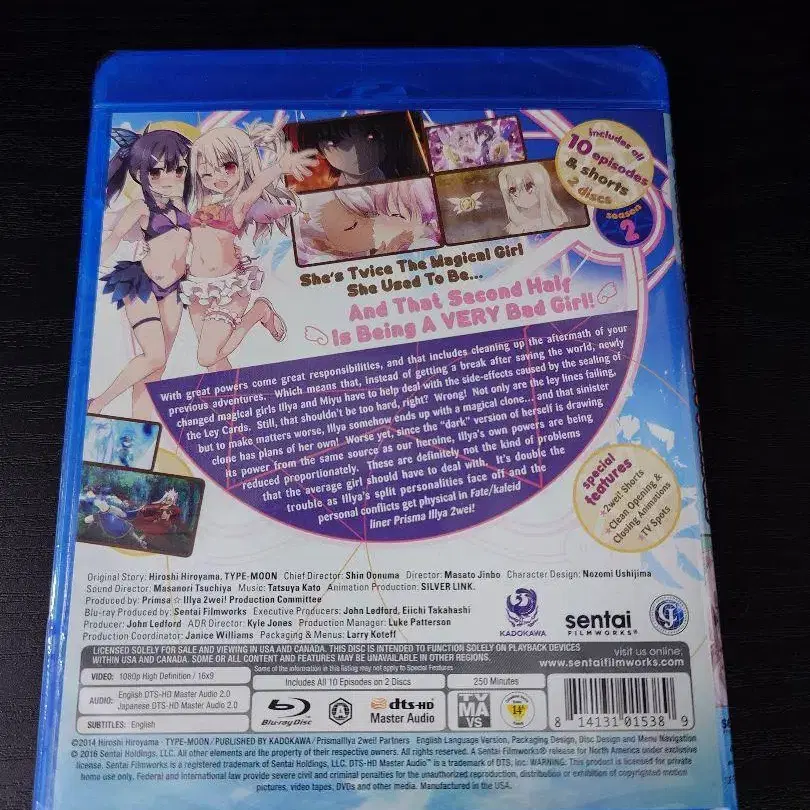 includes all
10 episodes
& shorts
2 discs
season
2
She's Twice The Magical Girl
She Used To Be...
And That Second Half
Is Being A VERY Bad Girl!
With great powers come great responsibilities, and that includes cleaning up the aftermath of your
previous adventures. Which means that, instead of getting a break after saving the world, newly
changed magical girls Illya and Miyu have to help deal with the side-effects caused by the sealing of
the Ley Cards. Still, that shouldn't be too hard, right? Wrong! Not only are the ley lines failing,
but to make matters worse, Illya somehow ends up with a magical clone... and that sinister
clone has plans of her own! Worse yet, since the "dark" version of herself is drawing
its power from the same source as our heroine, Illya's own powers are being
reduced proportionately. These are definitely not the kind of problems
that the average girl should have to deal with. It's double the
trouble as Illya's split personalities face off and the
personal conflicts get physical in Fate/kaleid
liner Prisma Illya 2wei!
special
features
★2wei! Shorts
★Clean Opening &
Closing Animations
★TV Spots
Original Story: Hiroshi Hiroyama, TYPE-MOON Chief Director: Shin Oonuma Director: Masato Jinbo Character Design: Nozomi Ushijima
Sound Director: Masanori Tsuchiya Music: Tatsuya Kato Animation Production: SILVER LINK.
Produced by: Primsa☆Illya 2wei! Production Committee
Blu-ray Produced by: Sentai Filmworks Executive Producers: John Ledford, Eiichi Takahashi
Producer: John Ledford ADR Director: Kyle Jones Production Manager: Luke Patterson
Production Coordinator: Janice Williams Packaging & Menus: Larry Koteff
KADOKAWA
sentai
FILMWORKS®
LICENSED SOLELY FOR SALE AND VIEWING IN USA AND CANADA. THIS DISC IS INTENDED TO FUNCTION SOLELY ON PLAYBACK DEVICES
WITHIN USA AND CANADA. SOME OR ALL CONTENT AND FEATURES MAY BE UNAVAILABLE IN OTHER REGIONS.
visit us online:
www.sentaifilmworks.com
Some of the information in this listing may not apply to Special Features
VIDEO: 1080p High Definition / 16x9
AUDIO: English DTS-HD Master Audio 2.0
Japanese DTS-HD Master Audio 2.0
SUBTITLES: English
Includes All 10 Episodes on 2 Discs
250 Minutes
Blu-ray Disc
A
dts-HD
Master Audio
TV
MA
VS
14+
8 14131 01538 9
©2014 Hiroshi Hiroyama · TYPE-MOON/PUBLISHED BY KADOKAWA / PrismaIllya 2wei! Partners English Language Version, Packaging Design, Disc Design and Menu Navigation
© 2016 Sentai Holdings, LLC. All other elements are the property of their respective owners. All rights reserved. A Sentai Filmworks® release for North America under exclusive
license. Sentai Filmworks is a registered trademark of Sentai Holdings, LLC. DTS-HD Master Audio™ is a trademark of DTS, Inc. WARNING: This product is licensed for private
home use only. Federal and international law provide severe civil and criminal penalties for the unauthorized reproduction, distribution or exhibition of copyrighted motion
pictures, video tapes, DVDs and other media. Manufactured in the USA.